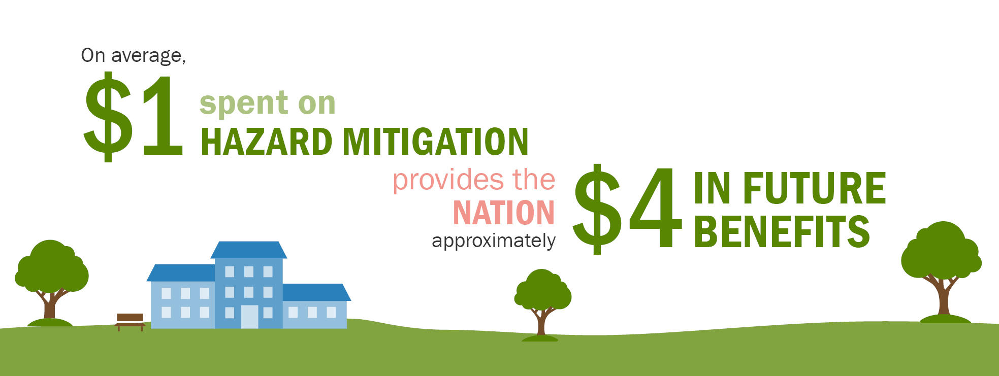 On average,
$1 spent on
HAZARD MITIGATION
provides the
NATION
approximately
$4 IN FUTURE
BENEFITS